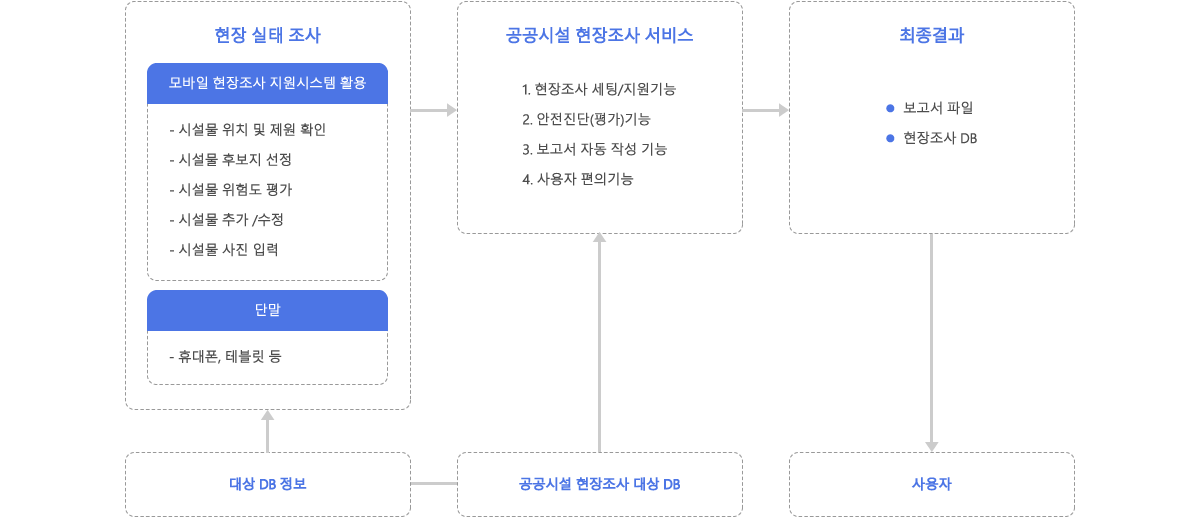 현장 실태 조사
모바일 현장조사 지원시스템 활용
- 시설물 위치 및 제원 확인
- 시설물 후보지 선정
- 시설물 위험도 평가
- 시설물 추가 /수정
- 시설물 사진 입력
단말
- 휴대폰, 테블릿 등
공공시설 현장조사 서비스
1. 현장조사 세팅/지원기능
2. 안전진단(평가)기능
3. 보고서 자동 작성 기능
4. 사용자 편의기능
최종결과
● 보고서 파일
● 현장조사 DB
대상 DB 정보
공공시설 현장조사 대상 DB
사용자